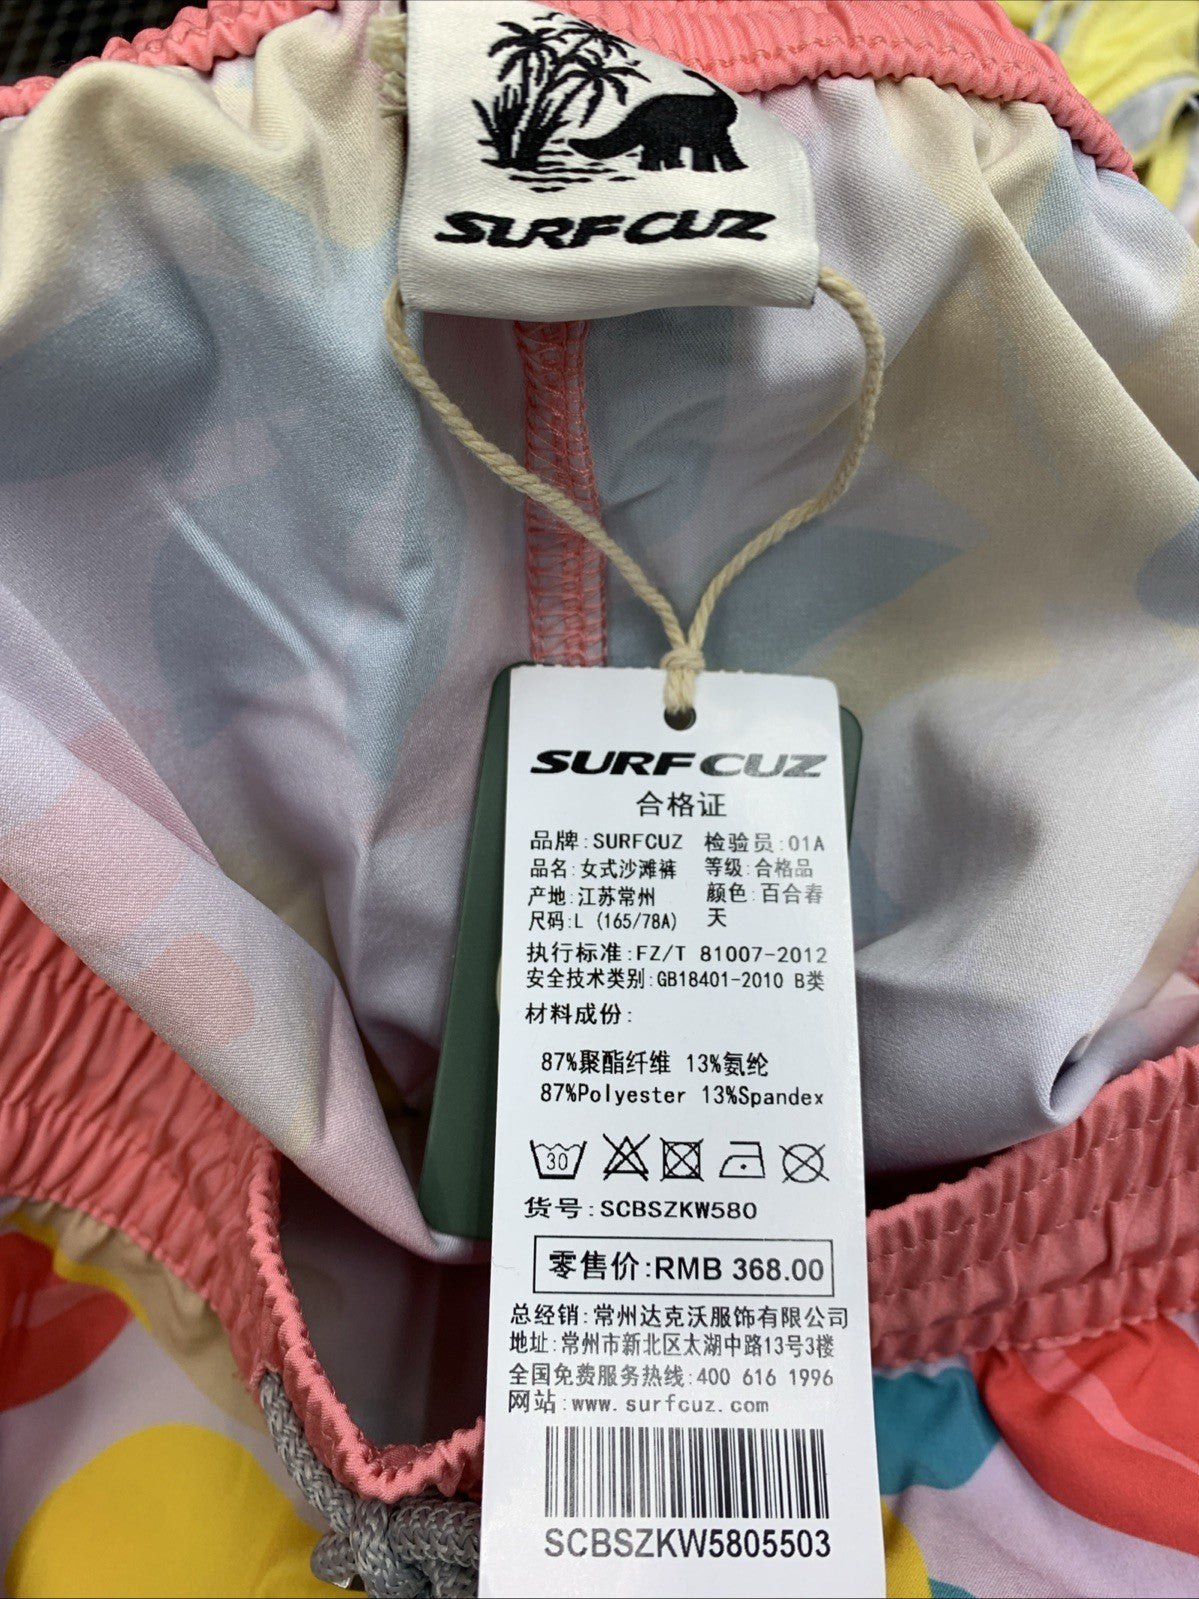 SURFCUZ
SURFCUZ
合格证
品牌:SURFCUZ 检验员:01A
品名:女式沙滩裤 等级:合格品
产地:江苏常州 颜色:百合春
尺码:L (165/78A) 天
执行标准:FZ/T 81007-2012
安全技术类别:GB18401-2010 B类
材料成份:
87%聚酯纤维 13%氨纶
87%Polyester 13%Spandex
30
货号:SCBSZKW580
零售价:RMB 368.00
总经销:常州达克沃服饰有限公司
地址:常州市新北区太湖中路13号3楼
全国免费服务热线:400 616 1996
网站:www.surfcuz.com
SCBSZKW5805503